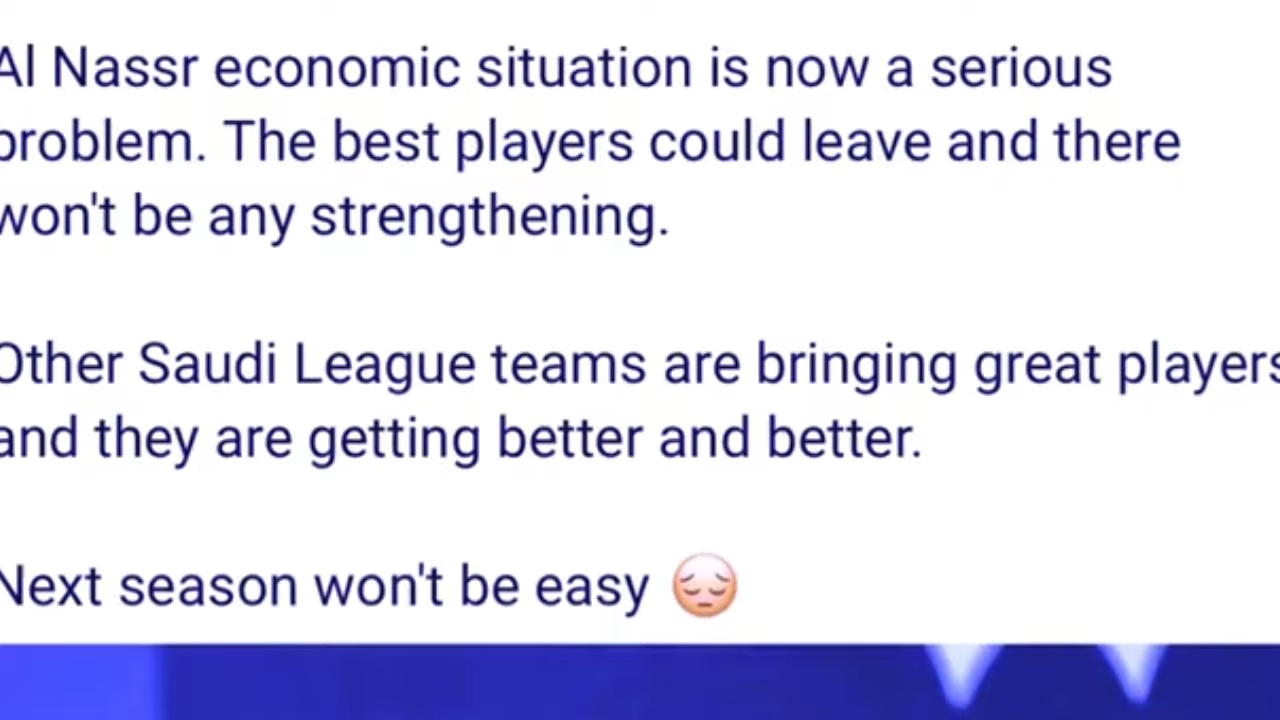 Al Nassr economic situation is now a serious
problem. The best players could leave and there
won't be any strengthening.
Other Saudi League teams are bringing great players
and they are getting better and better.
Next season won't be easy 😔